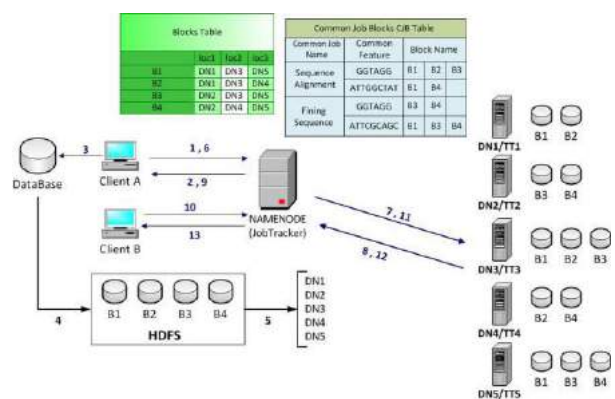 Blocks Table
loc1 loc2 loc3
B1 DN1 DN3 DN5
B2 DN1 DN3 DN4
B3 DN2 DN3 DN5
B4 DN2 DN4 DN5
Common Job Blocks CJB Table
Common Job Name Common Feature Block Name
Sequence Alignment GGTAGG B1 B2 B3
ATTGGCTAT B1 B4
Fining Sequence GGTAGG B3 B4
ATTCGCAGC B1 B3 B4
DataBase
3
Client A
1,6
2,9
Client B
10
13
NAMENODE
(JobTracker)
7,11
8,12
4
B1 B2 B3 B4
HDFS
5
DN1
DN2
DN3
DN4
DN5
B1 B2
DN1/TT1
B3 B4
DN2/TT2
B1 B2 B3
DN3/TT3
B2 B4
DN4/TT4
B1 B3 B4
DN5/TT5